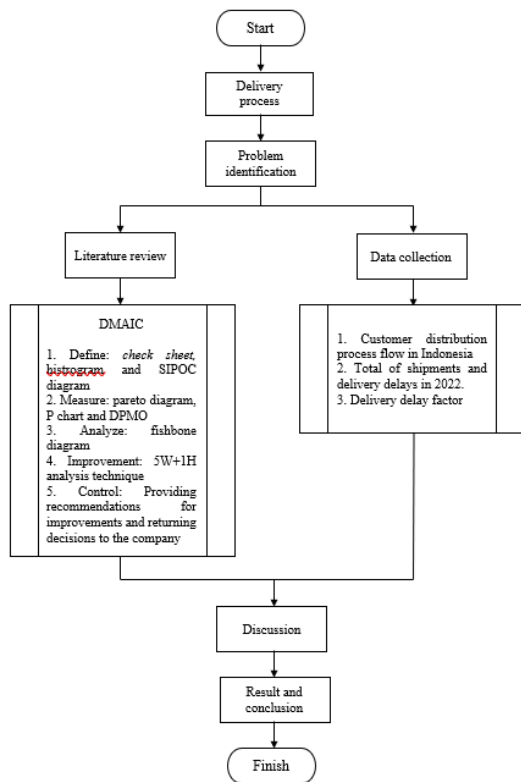 Start
Delivery
process
Problem
identification
Literature review
Data collection
DMAIC
1. Define: check sheet,
histrogram and SIPOC
diagram
2. Measure: pareto diagram,
P chart and DPMO
3. Analyze: fishbone
diagram
4. Improvement: 5W+1H
analysis technique
5. Control: Providing
recommendations for
improvements and returning
decisions to the company
1. Customer distribution
process flow in Indonesia
2. Total of shipments and
delivery delays in 2022.
3. Delivery delay factor
Discussion
Result and
conclusion
Finish